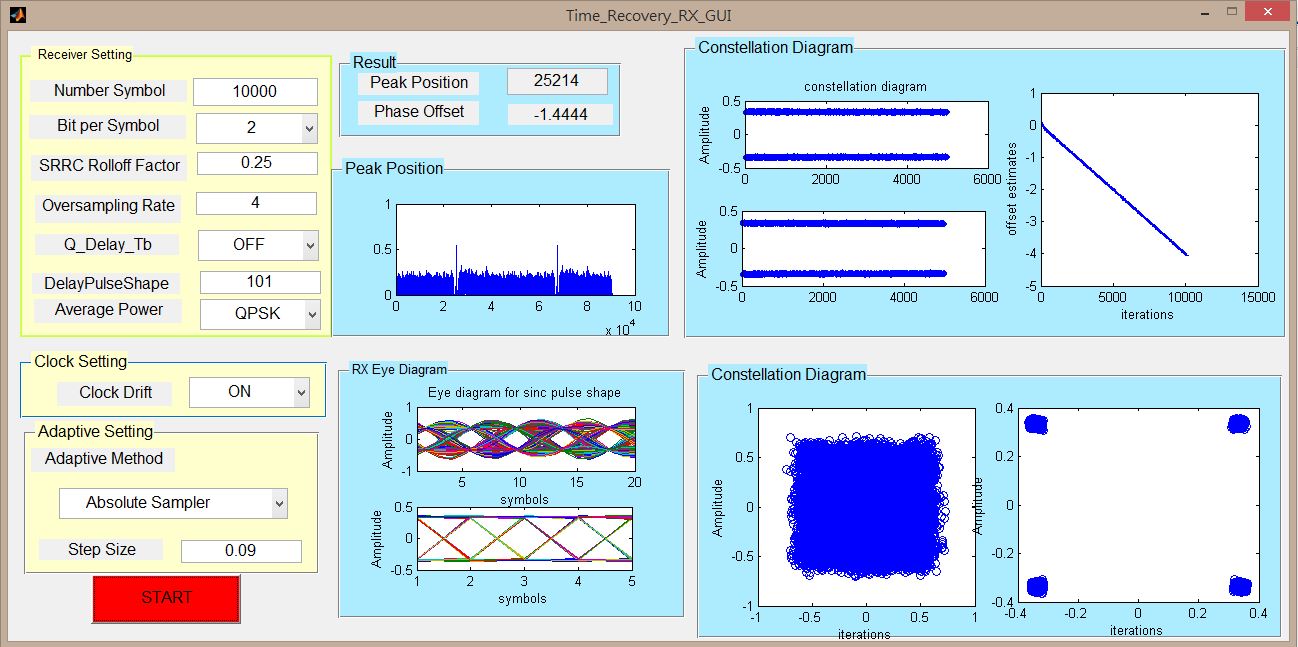 Time_Recovery_RX_GUI
Receiver Setting
Number Symbol
10000
Bit per Symbol
2
SRRC Rolloff Factor
0.25
Oversampling Rate
4
Q_Delay_Tb
OFF
DelayPulseShape
101
Average Power
QPSK
Clock Setting
Clock Drift
ON
Adaptive Setting
Adaptive Method
Absolute Sampler
Step Size
0.09
START
Result
Peak Position
25214
Phase Offset
-1.4444
Peak Position
1
0.5
0
0 2 4 6 8 10
x 10^4
RX Eye Diagram
Eye diagram for sinc pulse shape
Amplitude
1
0
-1
5 10 15 20
symbols
Amplitude
0.5
0
-0.5
1 2 3 4 5
symbols
Constellation Diagram
constellation diagram
Amplitude
0.5
0
-0.5
0 2000 4000 6000
Amplitude
0.5
0
-0.5
0 2000 4000 6000
offset estimates
1
0
-1
-2
-3
-4
-5
0 5000 10000 15000
iterations
Constellation Diagram
Amplitude
1
0.5
0
-0.5
-1
-1 -0.5 0 0.5 1
iterations
Amplitude
0.4
0.2
0
-0.2
-0.4
-0.4 -0.2 0 0.2 0.4
iterations